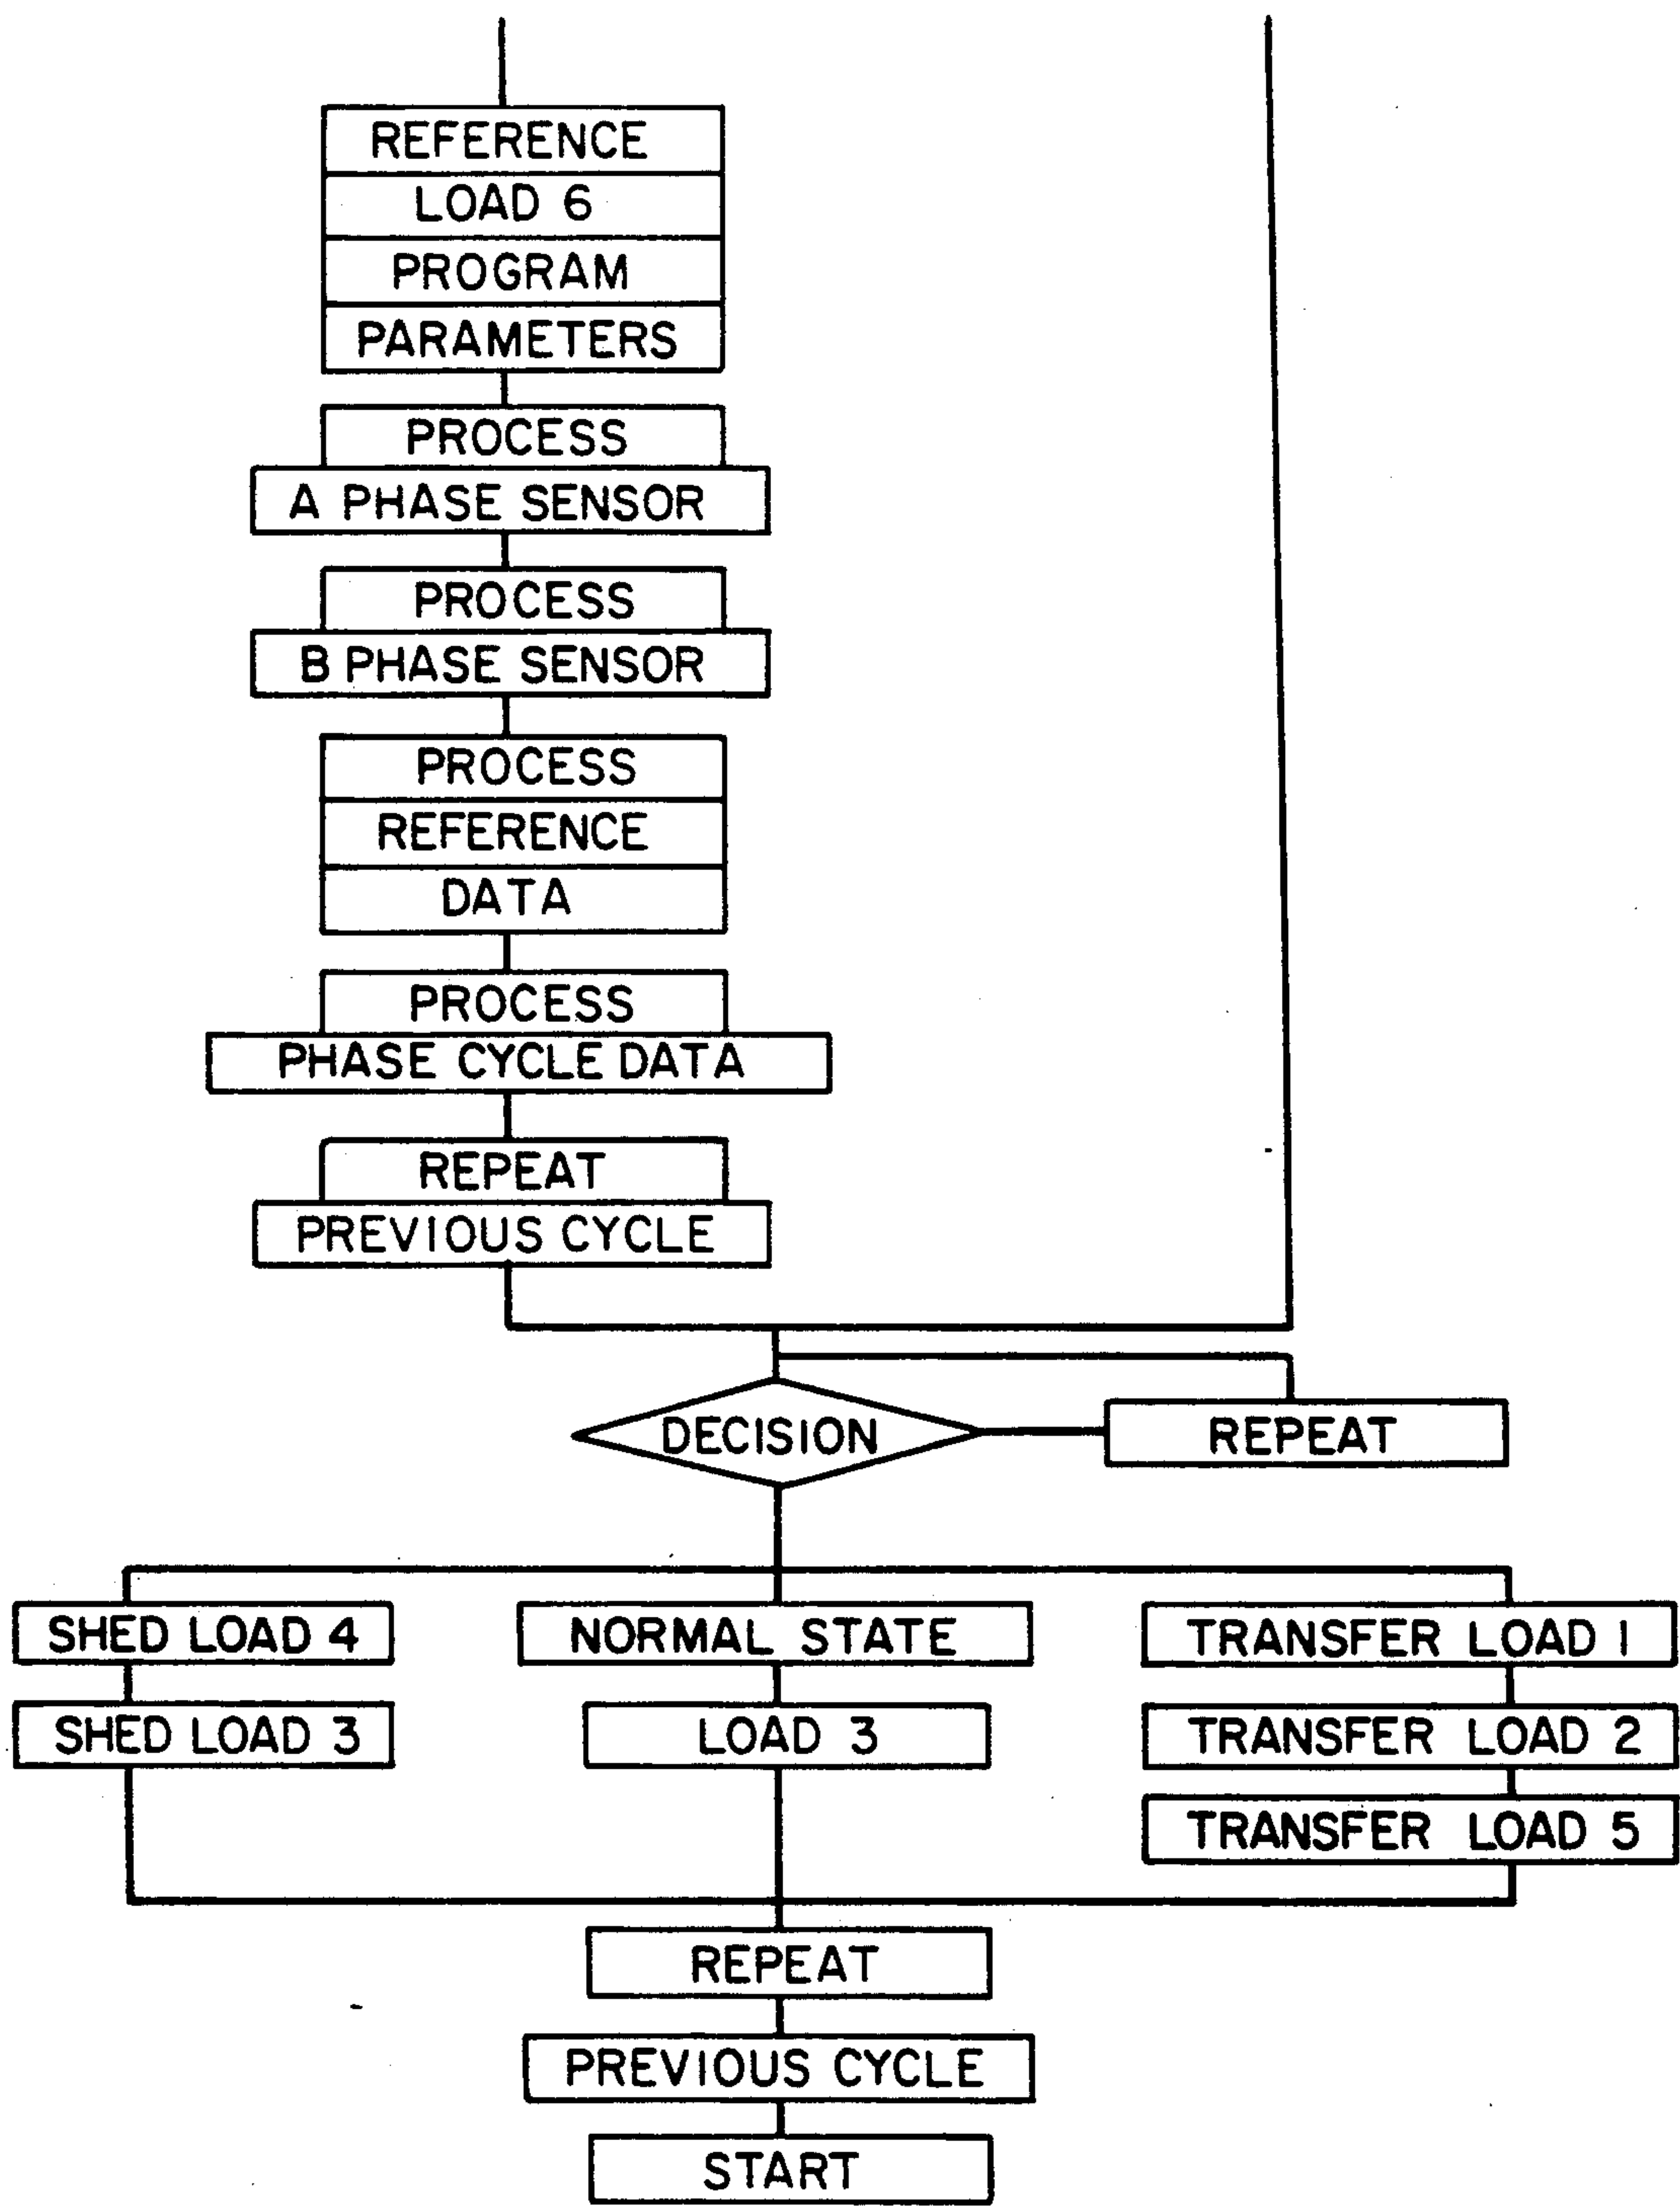 REFERENCE
LOAD 6
PROGRAM
PARAMETERS
PROCESS
A PHASE SENSOR
PROCESS
B PHASE SENSOR
PROCESS
REFERENCE
DATA
PROCESS
PHASE CYCLE DATA
REPEAT
PREVIOUS CYCLE
DECISION
REPEAT
SHED LOAD 4
NORMAL STATE
TRANSFER LOAD 1
SHED LOAD 3
LOAD 3
TRANSFER LOAD 2
TRANSFER LOAD 5
REPEAT
PREVIOUS CYCLE
START